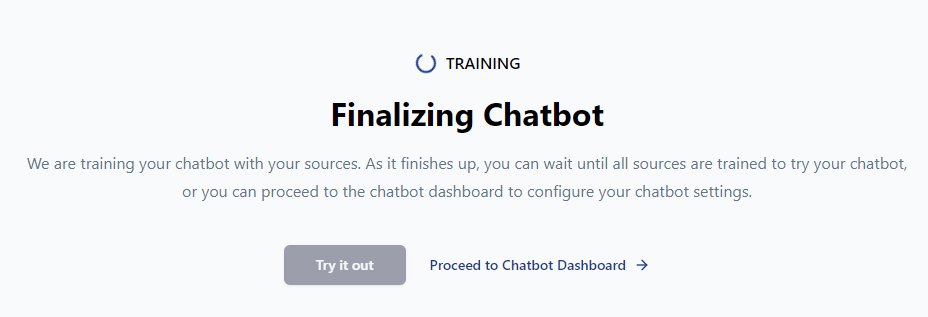 TRAINING
Finalizing Chatbot
We are training your chatbot with your sources. As it finishes up, you can wait until all sources are trained to try your chatbot,
or you can proceed to the chatbot dashboard to configure your chatbot settings.
Try it out
Proceed to Chatbot Dashboard →